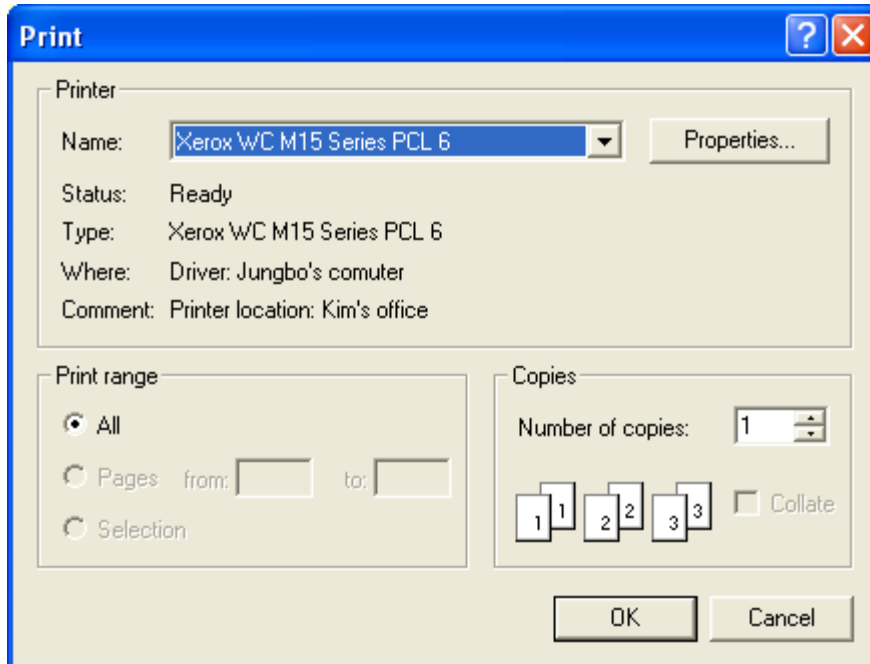 Print
Printer
Name: Xerox WC M15 Series PCL 6 Properties...
Status: Ready
Type: Xerox WC M15 Series PCL 6
Where: Driver: Jungbo's comuter
Comment: Printer location: Kim's office
Print range
All
Pages from: to:
Selection
Copies
Number of copies: 1
1 1 2 2 3 3 Collate
OK Cancel